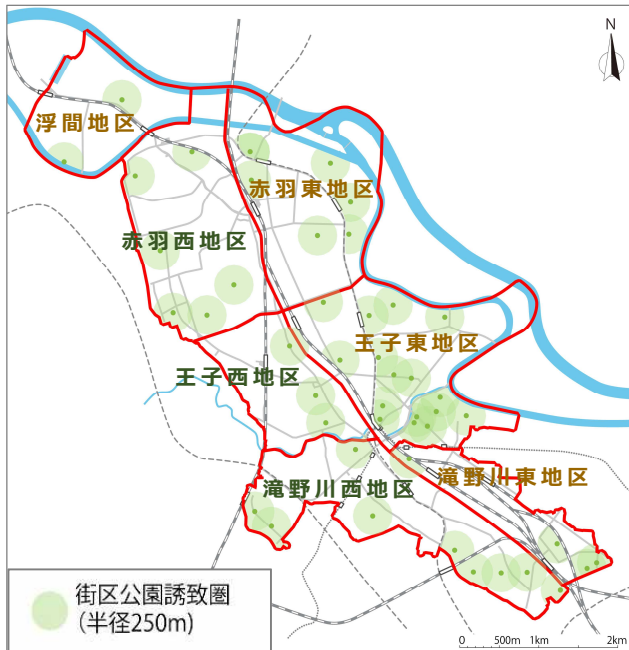 N
浮間地区
赤羽東地区
赤羽西地区
王子東地区
王子西地区
滝野川東地区
滝野川西地区
街区公園誘致圏
(半径250m)
0 500m 1km 2km